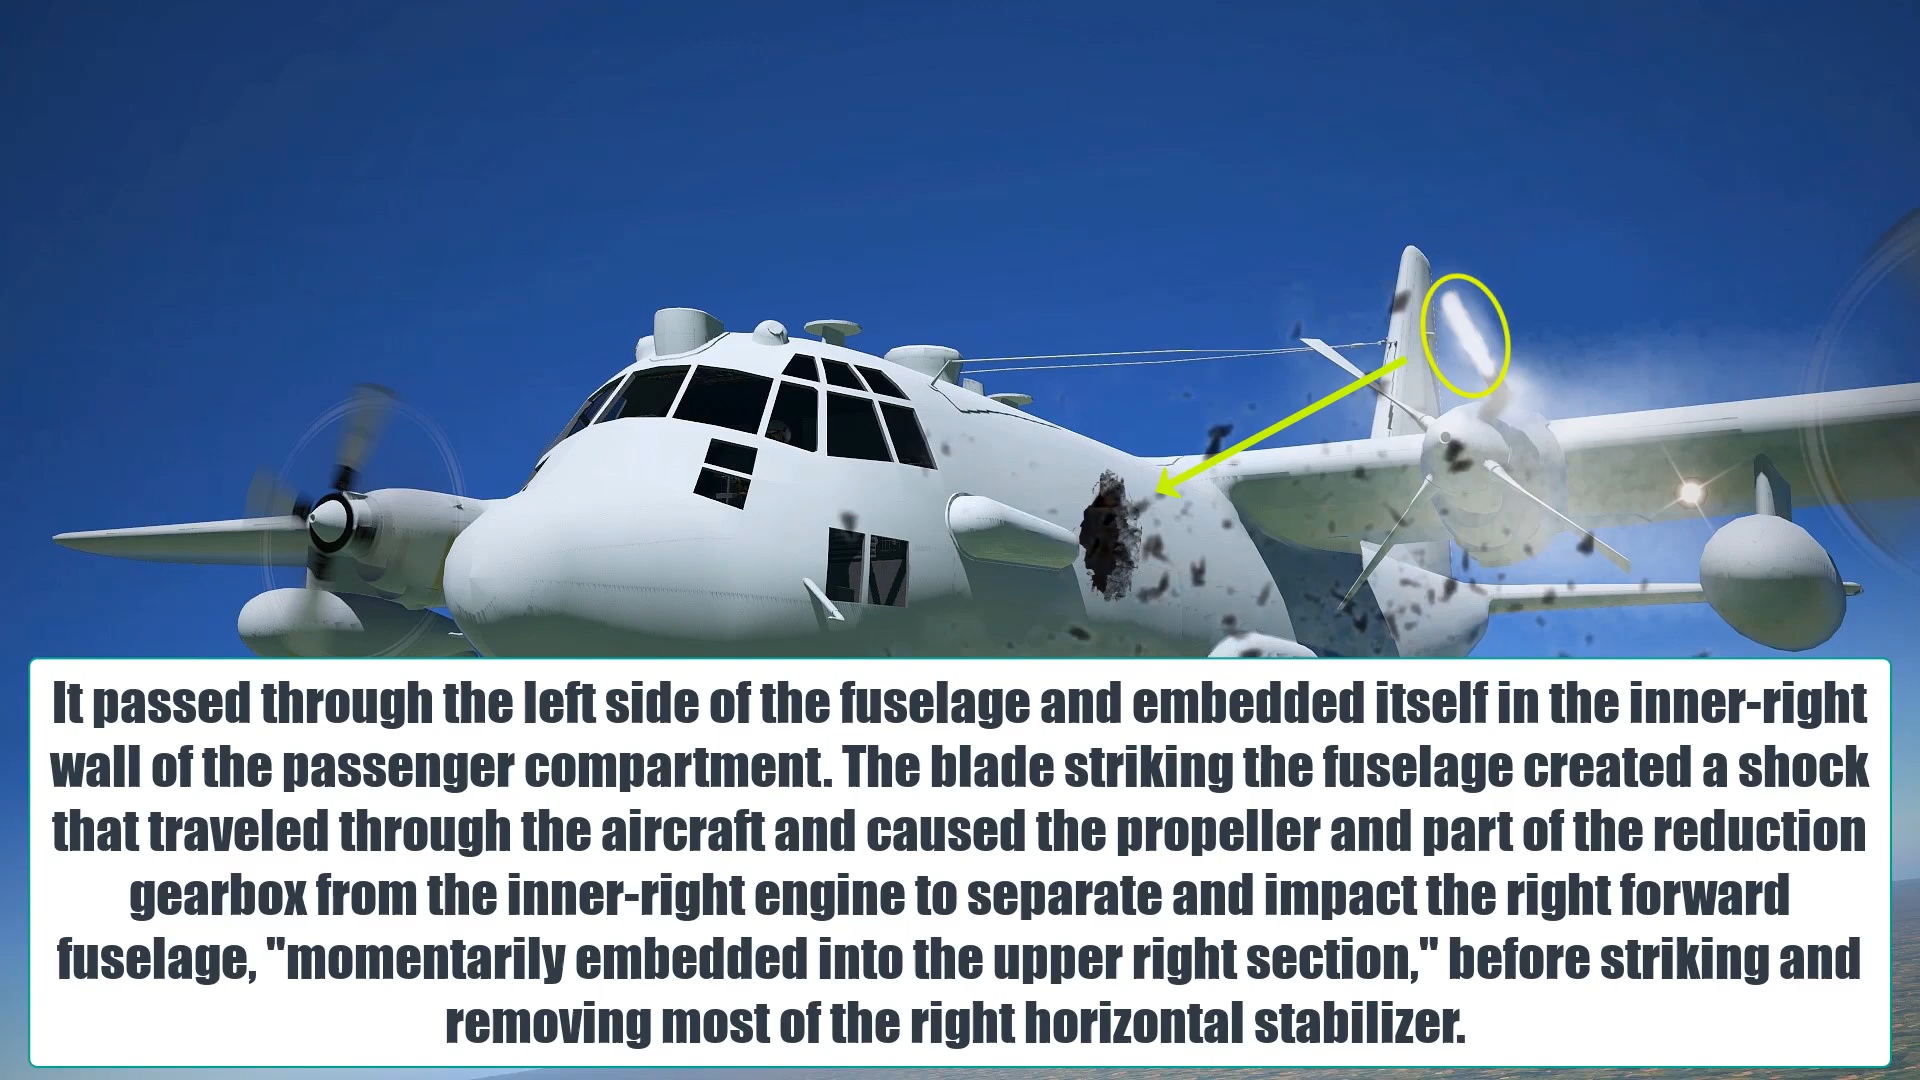 It passed through the left side of the fuselage and embedded itself in the inner-right
wall of the passenger compartment. The blade striking the fuselage created a shock
that traveled through the aircraft and caused the propeller and part of the reduction
gearbox from the inner-right engine to separate and impact the right forward
fuselage, "momentarily embedded into the upper right section," before striking and
removing most of the right horizontal stabilizer.